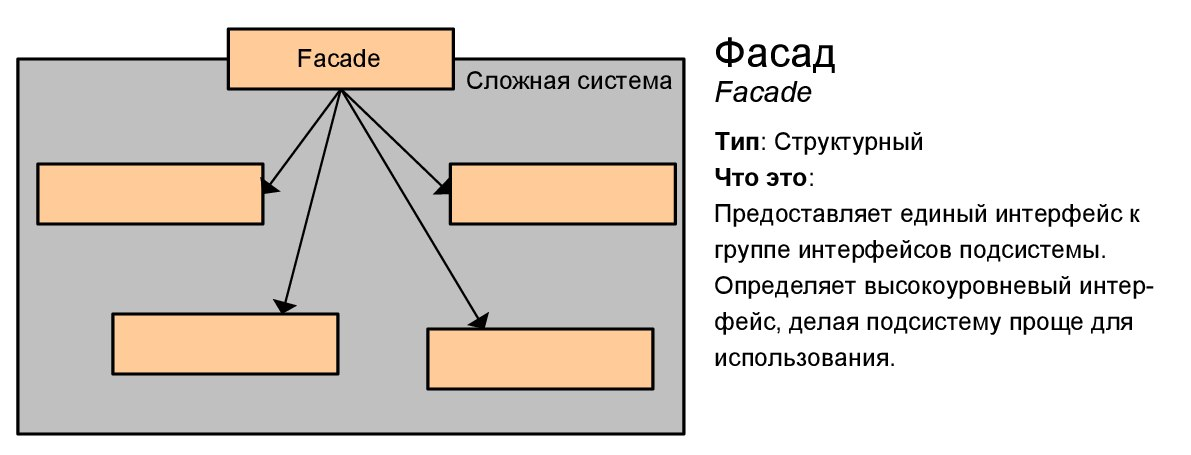 Facade
Сложная система
Фасад
Facade
Тип: Структурный
Что это:
Предоставляет единый интерфейс к
группе интерфейсов подсистемы.
Определяет высокоуровневый интер-
фейс, делая подсистему проще для
использования.